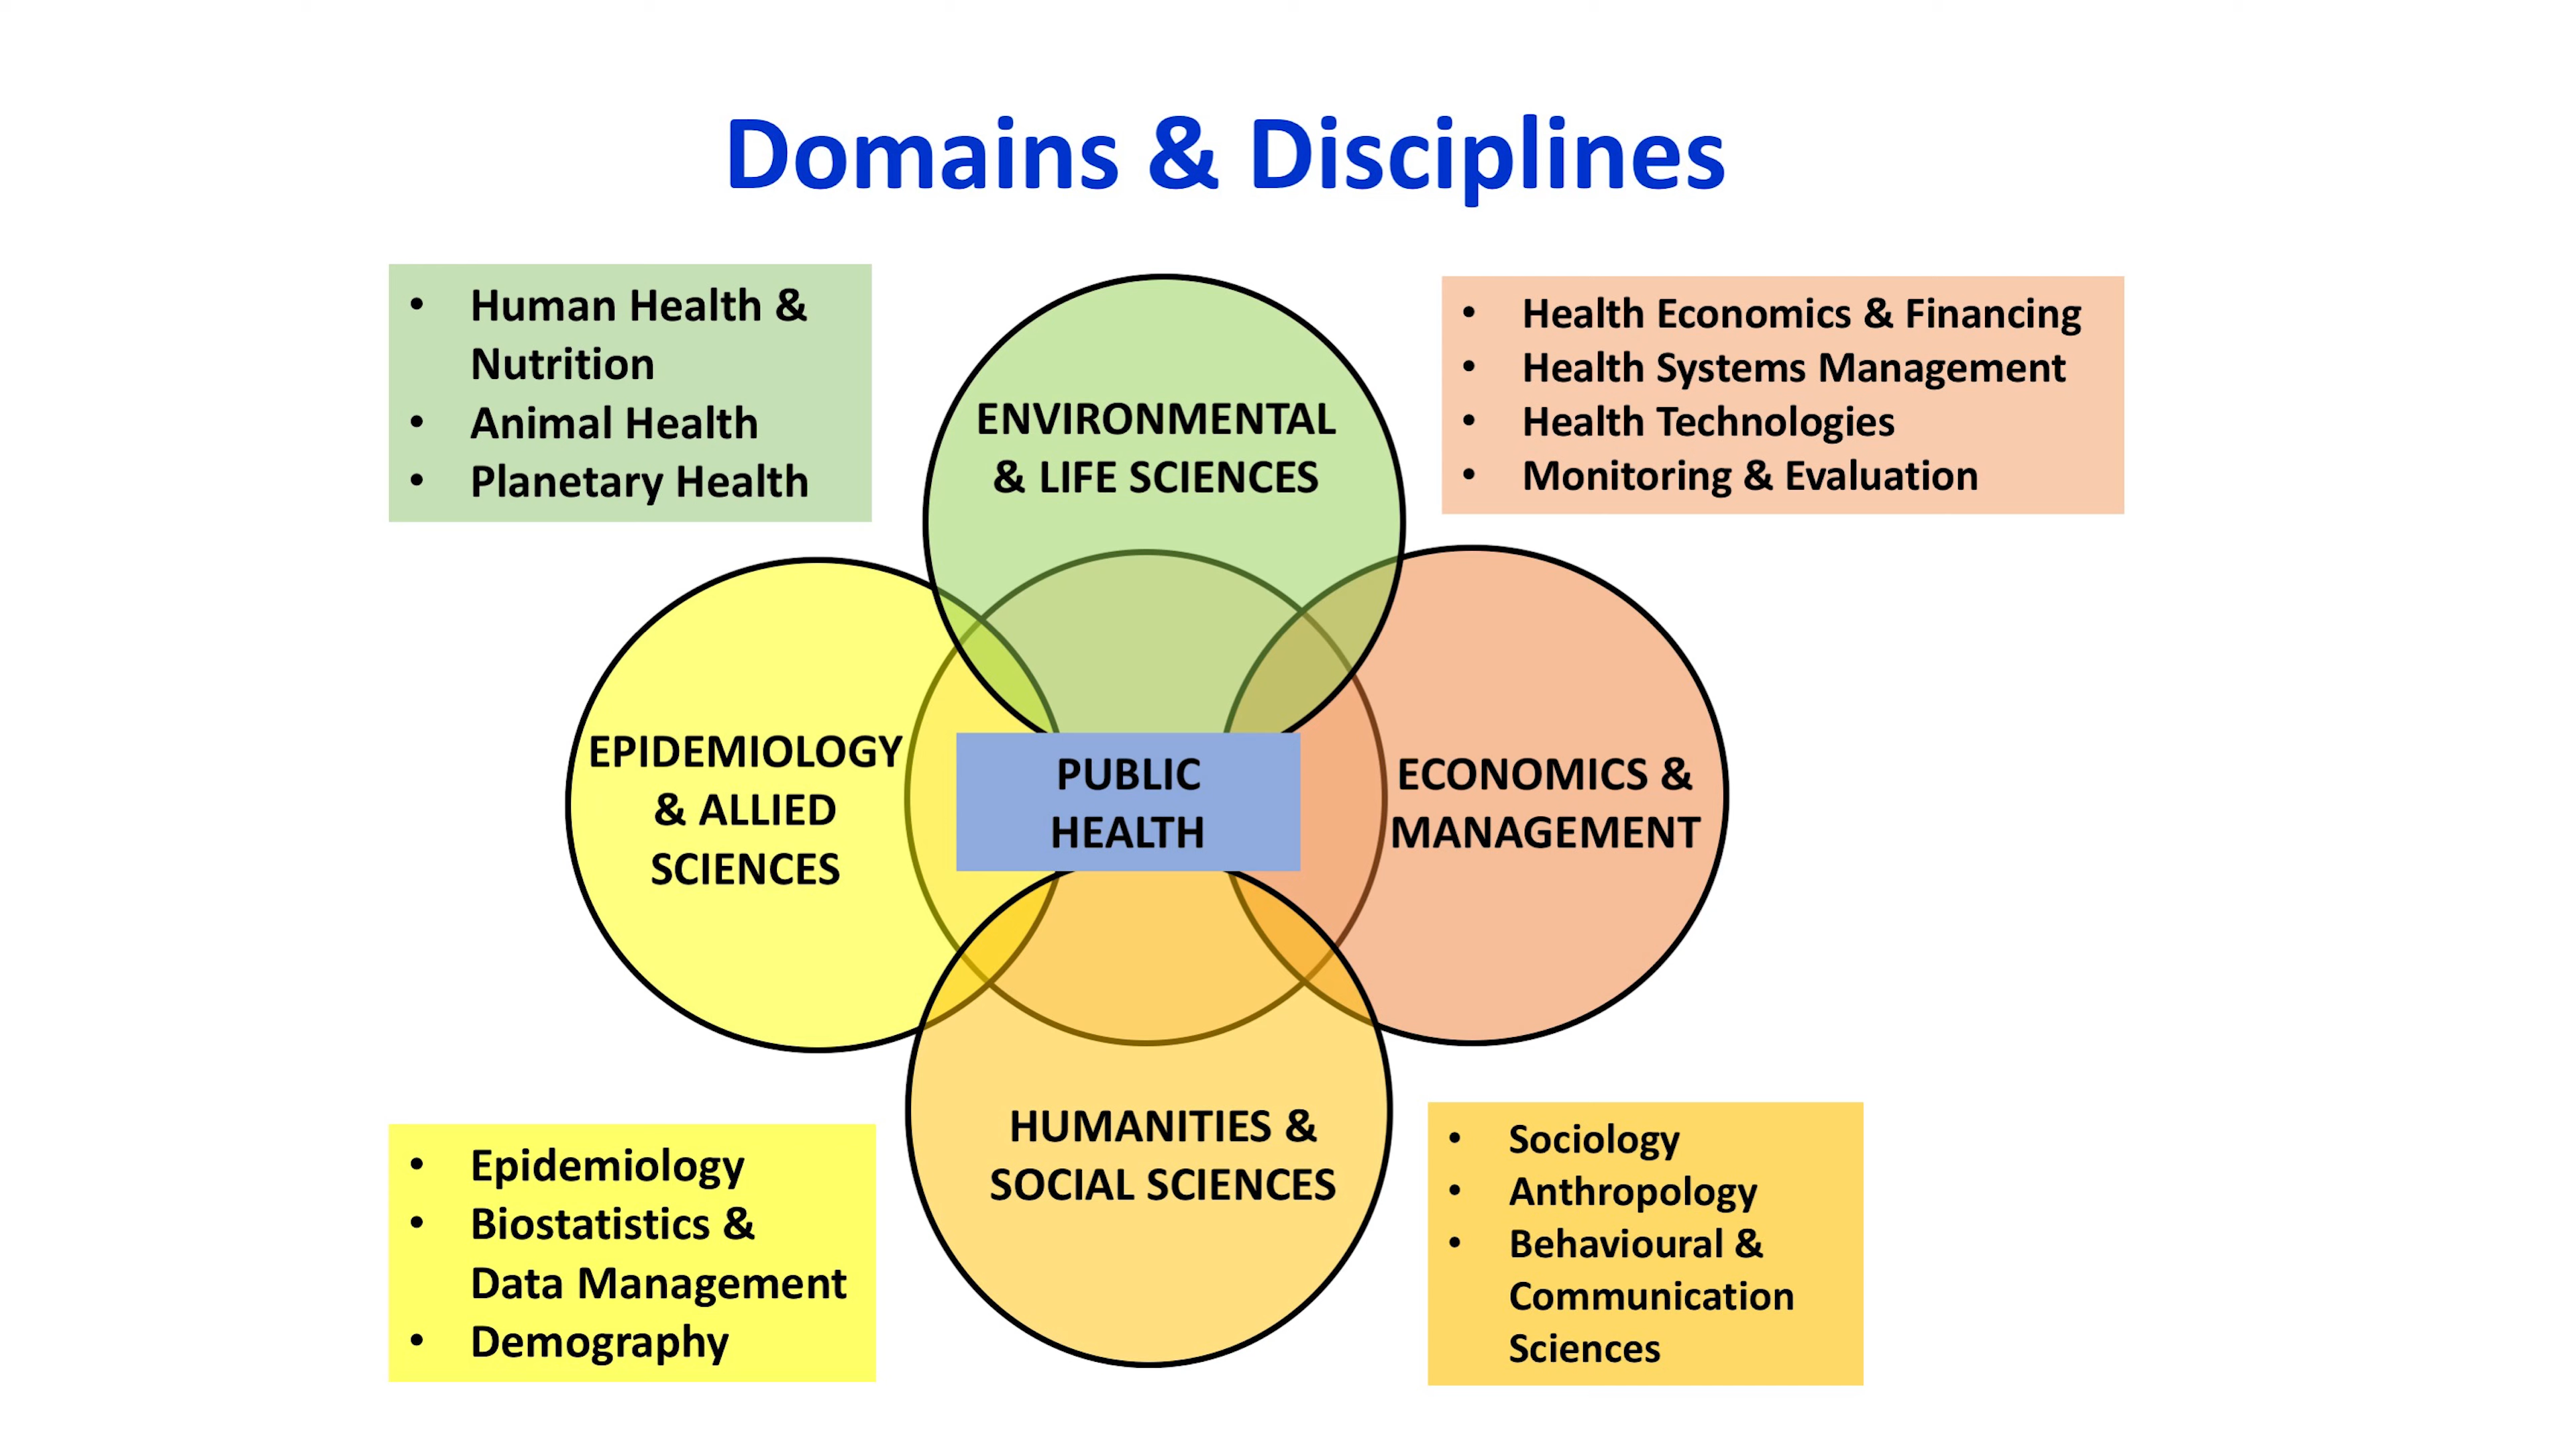 Domains & Disciplines
• Human Health &
Nutrition
• Animal Health
• Planetary Health
• Health Economics & Financing
• Health Systems Management
• Health Technologies
• Monitoring & Evaluation
ENVIRONMENTAL
& LIFE SCIENCES
EPIDEMIOLOGY
& ALLIED
SCIENCES
PUBLIC
HEALTH
ECONOMICS &
MANAGEMENT
HUMANITIES &
SOCIAL SCIENCES
• Epidemiology
• Biostatistics &
Data Management
• Demography
• Sociology
• Anthropology
• Behavioural &
Communication
Sciences